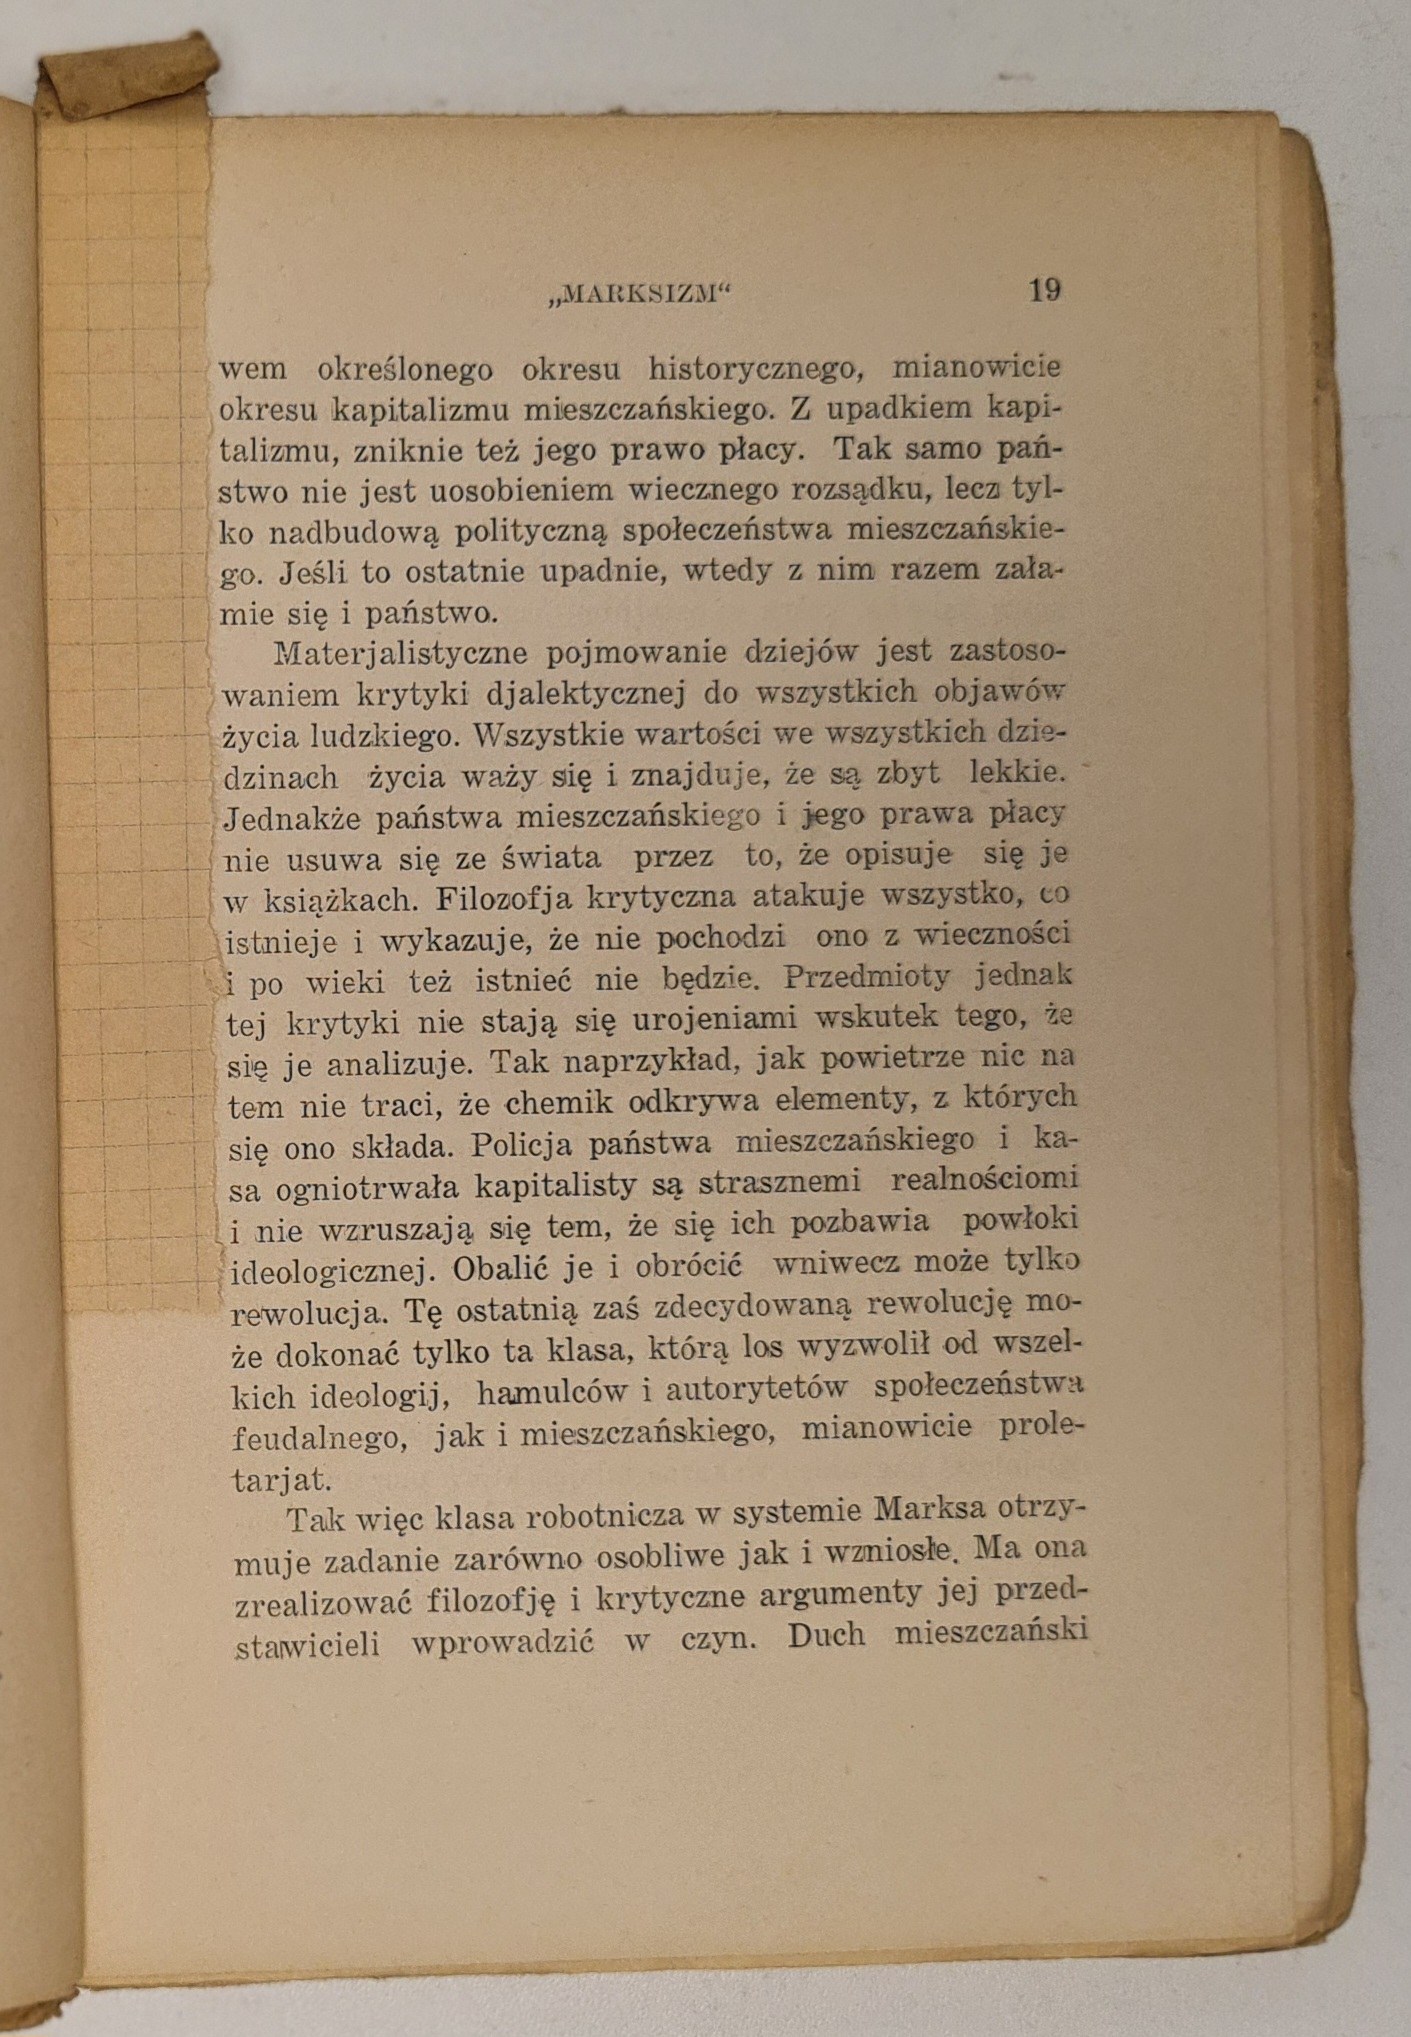 „MARKSIZM“ 19
wem określonego okresu historycznego, mianowicie
okresu kapitalizmu mieszczańskiego. Z upadkiem kapi-
talizmu, zniknie też jego prawo płacy. Tak samo pań-
stwo nie jest uosobieniem wiecznego rozsądku, lecz tyl-
ko nadbudową polityczną społeczeństwa mieszczańskie-
go. Jeśli to ostatnie upadnie, wtedy z nim razem zała-
mie się i państwo.
Materjalistyczne pojmowanie dziejów jest zastoso-
waniem krytyki djalektycznej do wszystkich objawów
życia ludzkiego. Wszystkie wartości we wszystkich dzie-
dzinach życia waży się i znajduje, że są zbyt lekkie.
Jednakże państwa mieszczańskiego i jego prawa płacy
nie usuwa się ze świata przez to, że opisuje się je
w książkach. Filozofja krytyczna atakuje wszystko, co
istnieje i wykazuje, że nie pochodzi ono z wieczności
i po wieki też istnieć nie będzie. Przedmioty jednak
tej krytyki nie stają się urojeniami wskutek tego, że
się je analizuje. Tak naprzykład, jak powietrze nic na
tem nie traci, że chemik odkrywa elementy, z których
się ono składa. Policja państwa mieszczańskiego i ka-
sa ogniotrwała kapitalisty są strasznemi realnościomi
i nie wzruszają się tem, że się ich pozbawia powłoki
ideologicznej. Obalić je i obrócić wniwecz może tylko
rewolucja. Tę ostatnią zaś zdecydowaną rewolucję mo-
że dokonać tylko ta klasa, którą los wyzwolił od wszel-
kich ideologij, hamulców i autorytetów społeczeństwa
feudalnego, jak i mieszczańskiego, mianowicie prole-
tarjat.
Tak więc klasa robotnicza w systemie Marksa otrzy-
muje zadanie zarówno osobliwe jak i wzniosłe. Ma ona
zrealizować filozofję i krytyczne argumenty jej przed-
stawicieli wprowadzić w czyn. Duch mieszczański